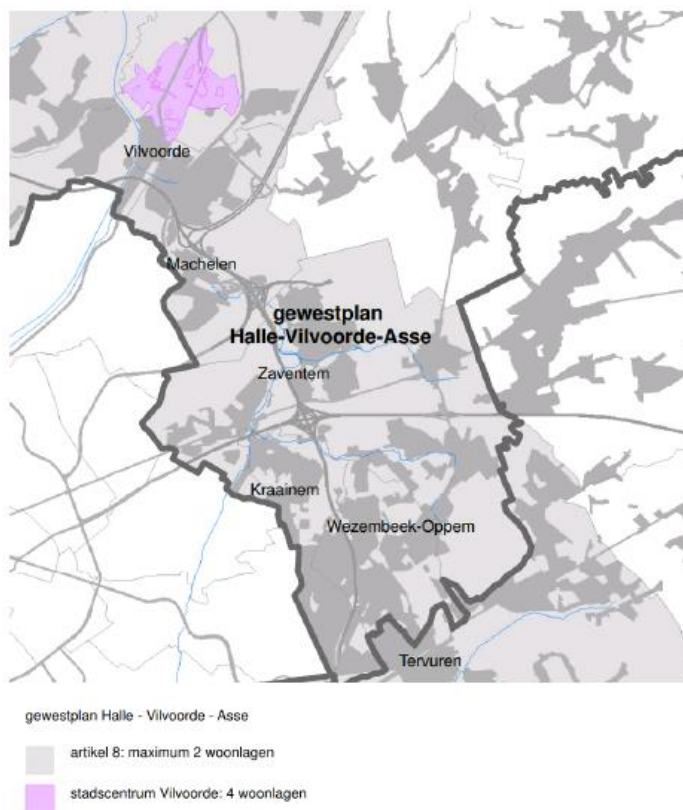 Vilvoorde
Machelen
gewestplan
Halle-Vilvoorde-Asse
Zaventem
Kraainem
Wezembeek-Oppem
Tervuren
gewestplan Halle - Vilvoorde - Asse
artikel 8: maximum 2 woonlagen
stadscentrum Vilvoorde: 4 woonlagen